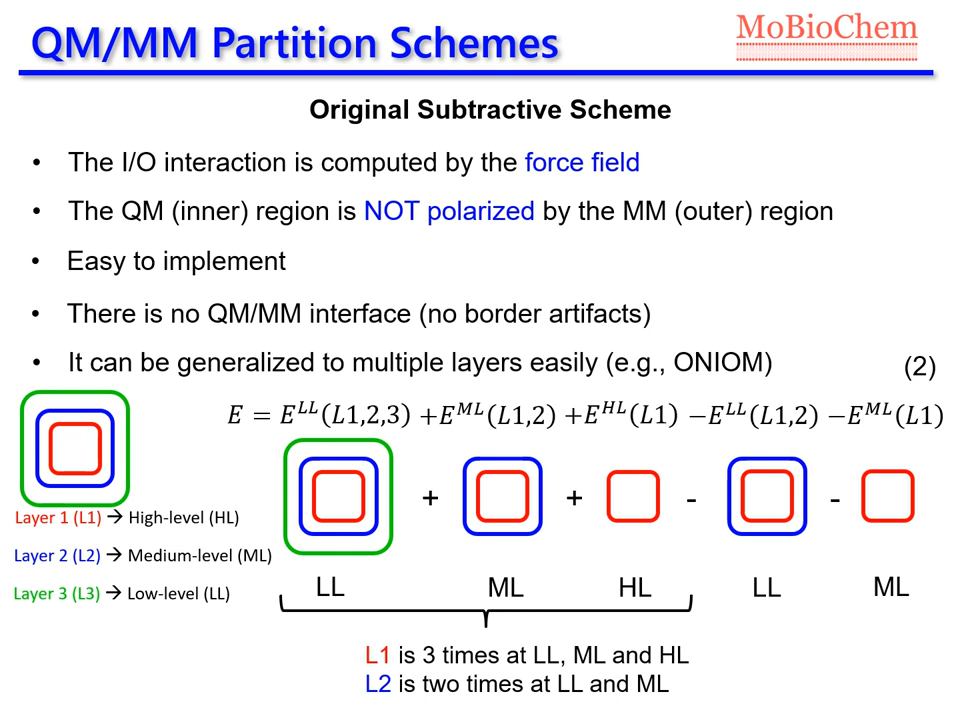 QM/MM Partition Schemes
MoBioChem
Original Subtractive Scheme
• The I/O interaction is computed by the force field
• The QM (inner) region is NOT polarized by the MM (outer) region
• Easy to implement
• There is no QM/MM interface (no border artifacts)
• It can be generalized to multiple layers easily (e.g., ONIOM)
(2)
E = E^{LL}(L1,2,3) +E^{ML}(L1,2) +E^{HL}(L1) −E^{LL}(L1,2) −E^{ML}(L1)
+ + - -
Layer 1 (L1) → High-level (HL)
Layer 2 (L2) → Medium-level (ML)
Layer 3 (L3) → Low-level (LL)
LL ML HL LL ML
L1 is 3 times at LL, ML and HL
L2 is two times at LL and ML